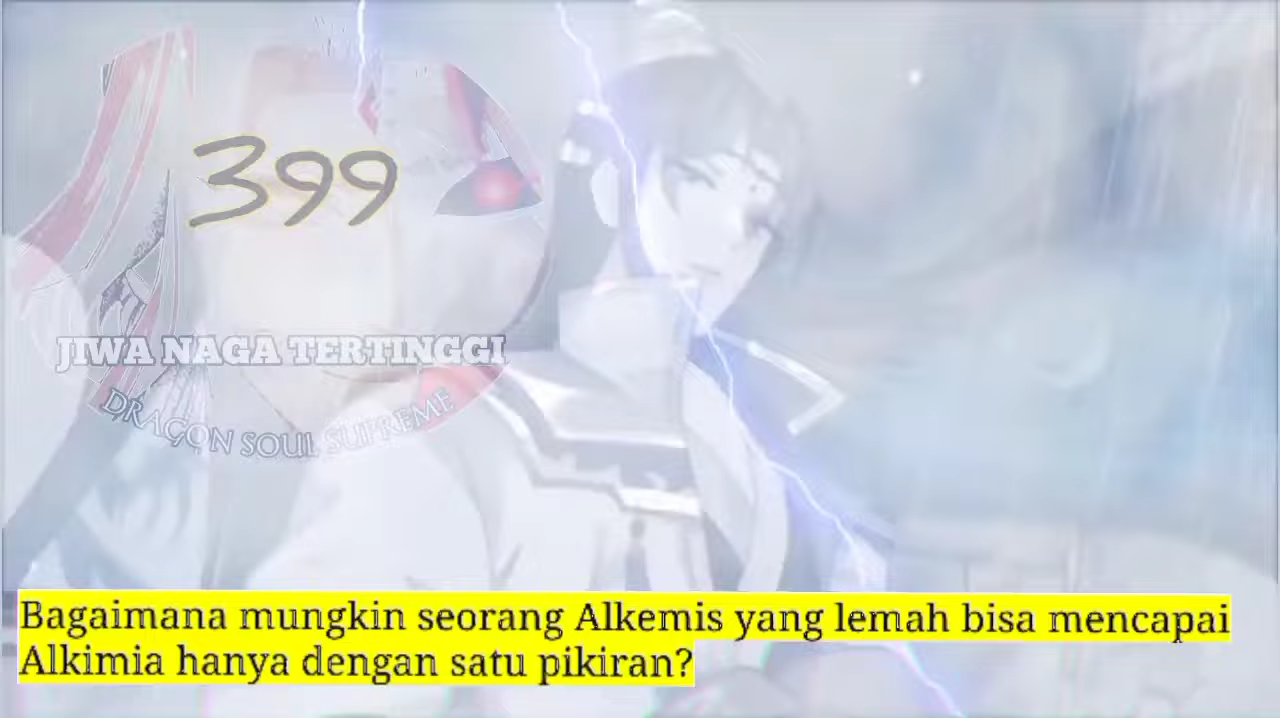 399
JIWA NAGA TERTINGGI
DRAGON SOUL SUPREME
Bagaimana mungkin seorang Alkemis yang lemah bisa mencapai
Alkimia hanya dengan satu pikiran?